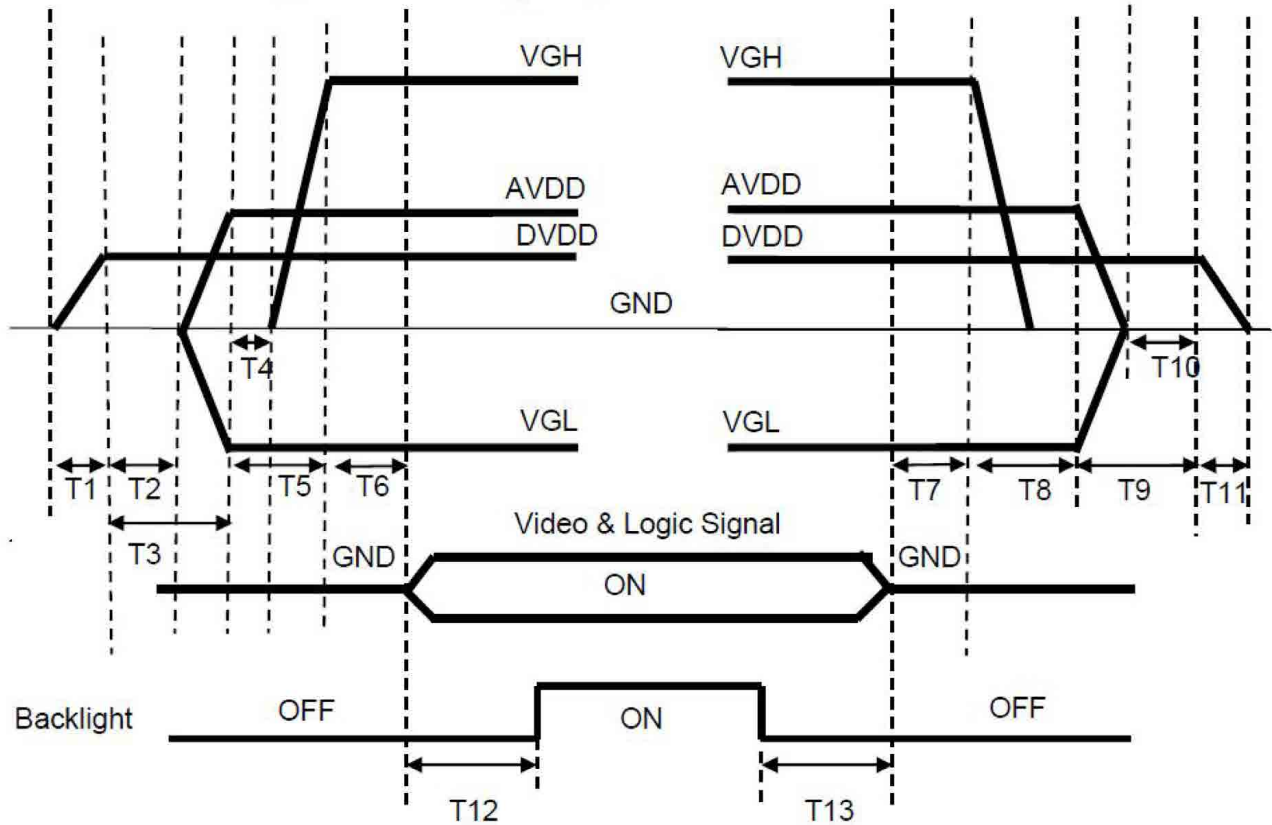 VGH VGH
AVDD AVDD
DVDD DVDD
GND
T4 T10
VGL VGL
T1 T2 T5 T6 T7 T8 T9 T11
T3
Video & Logic Signal
GND GND
ON
Backlight OFF ON OFF
T12 T13